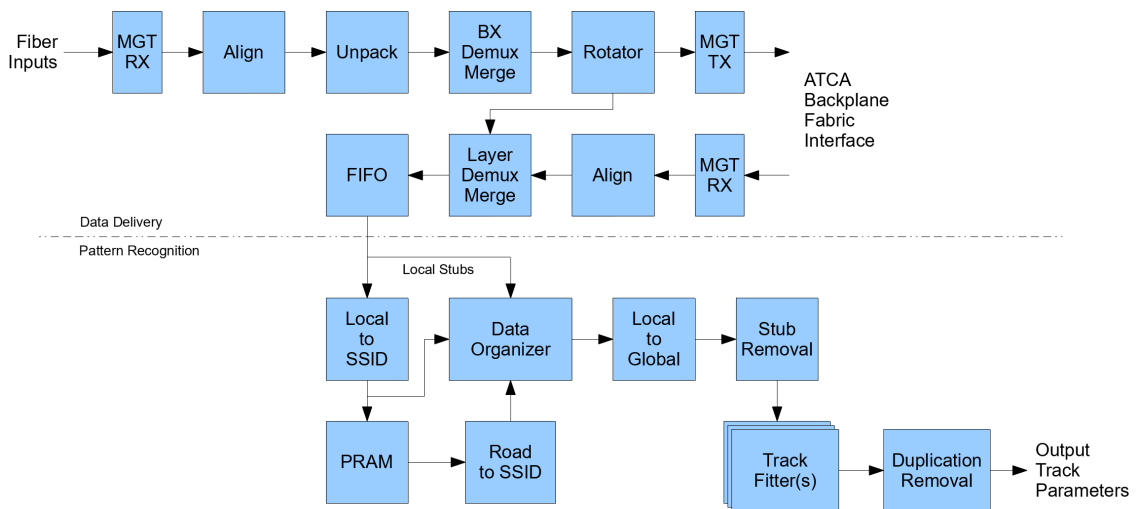 Fiber
Inputs
MGT
RX
Align
Unpack
BX
Demux
Merge
Rotator
MGT
TX
ATCA
Backplane
Fabric
Interface
FIFO
Layer
Demux
Merge
Align
MGT
RX
Data Delivery
Pattern Recognition
Local Stubs
Local
to
SSID
Data
Organizer
Local
to
Global
Stub
Removal
PRAM
Road
to SSID
Track
Fitter(s)
Duplication
Removal
Output
Track
Parameters